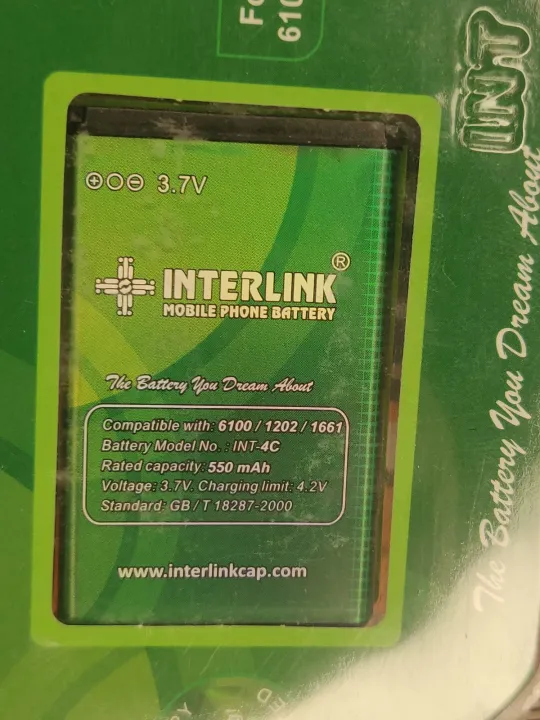 Fo
610
INT
⊕○⊖ 3.7V
INTERLINK®
MOBILE PHONE BATTERY
The Battery You Dream About
Compatible with: 6100 / 1202 / 1661
Battery Model No. : INT-4C
Rated capacity: 550 mAh
Voltage: 3.7V. Charging limit: 4.2V
Standard: GB / T 18287-2000
www.interlinkcap.com
The Battery You Dream About